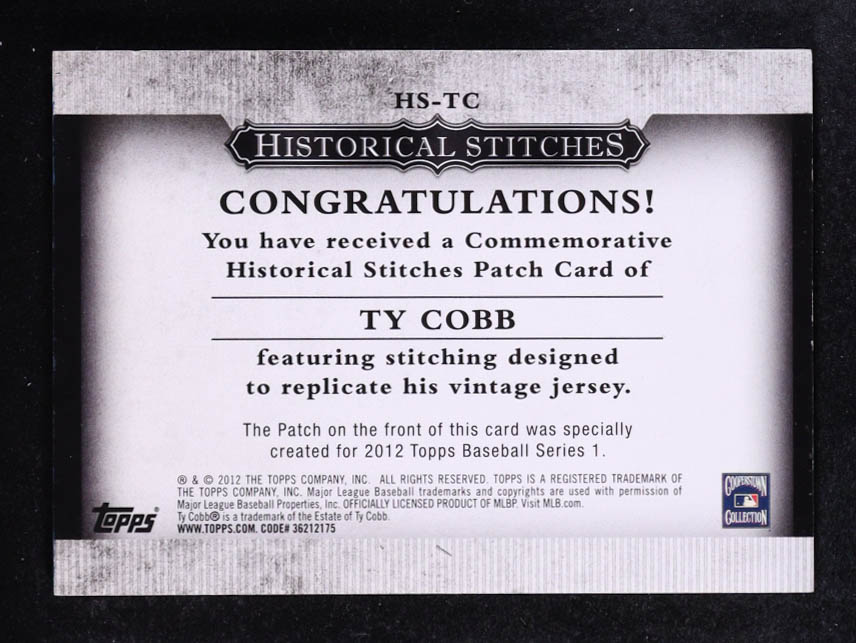 HS-TC
HISTORICAL STITCHES
CONGRATULATIONS!
You have received a Commemorative
Historical Stitches Patch Card of
TY COBB
featuring stitching designed
to replicate his vintage jersey.
The Patch on the front of this card was specially
created for 2012 Topps Baseball Series 1.
® & © 2012 THE TOPPS COMPANY, INC. ALL RIGHTS RESERVED. TOPPS IS A REGISTERED TRADEMARK OF
THE TOPPS COMPANY, INC. Major League Baseball trademarks and copyrights are used with permission of
Major League Baseball Properties, Inc. OFFICIALLY LICENSED PRODUCT OF MLBP. Visit MLB.com.
Ty Cobb® is a trademark of the Estate of Ty Cobb.
WWW.TOPPS.COM. CODE# 36212175
Topps®
COOPERSTOWN
COLLECTION